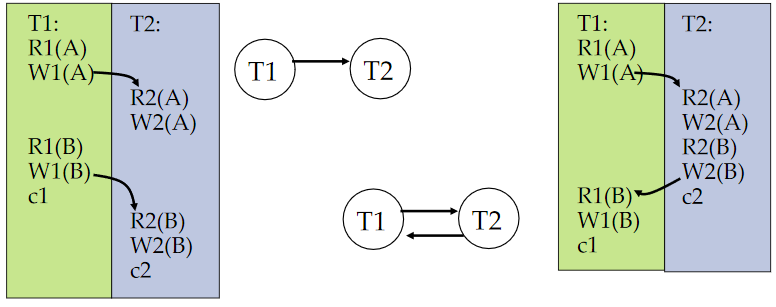 T1:
R1(A)
W1(A)
R1(B)
W1(B)
c1
T2:
R2(A)
W2(A)
R2(B)
W2(B)
c2
T1
T2
T1
T2
T1:
R1(A)
W1(A)
R1(B)
W1(B)
c1
T2:
R2(A)
W2(A)
R2(B)
W2(B)
c2